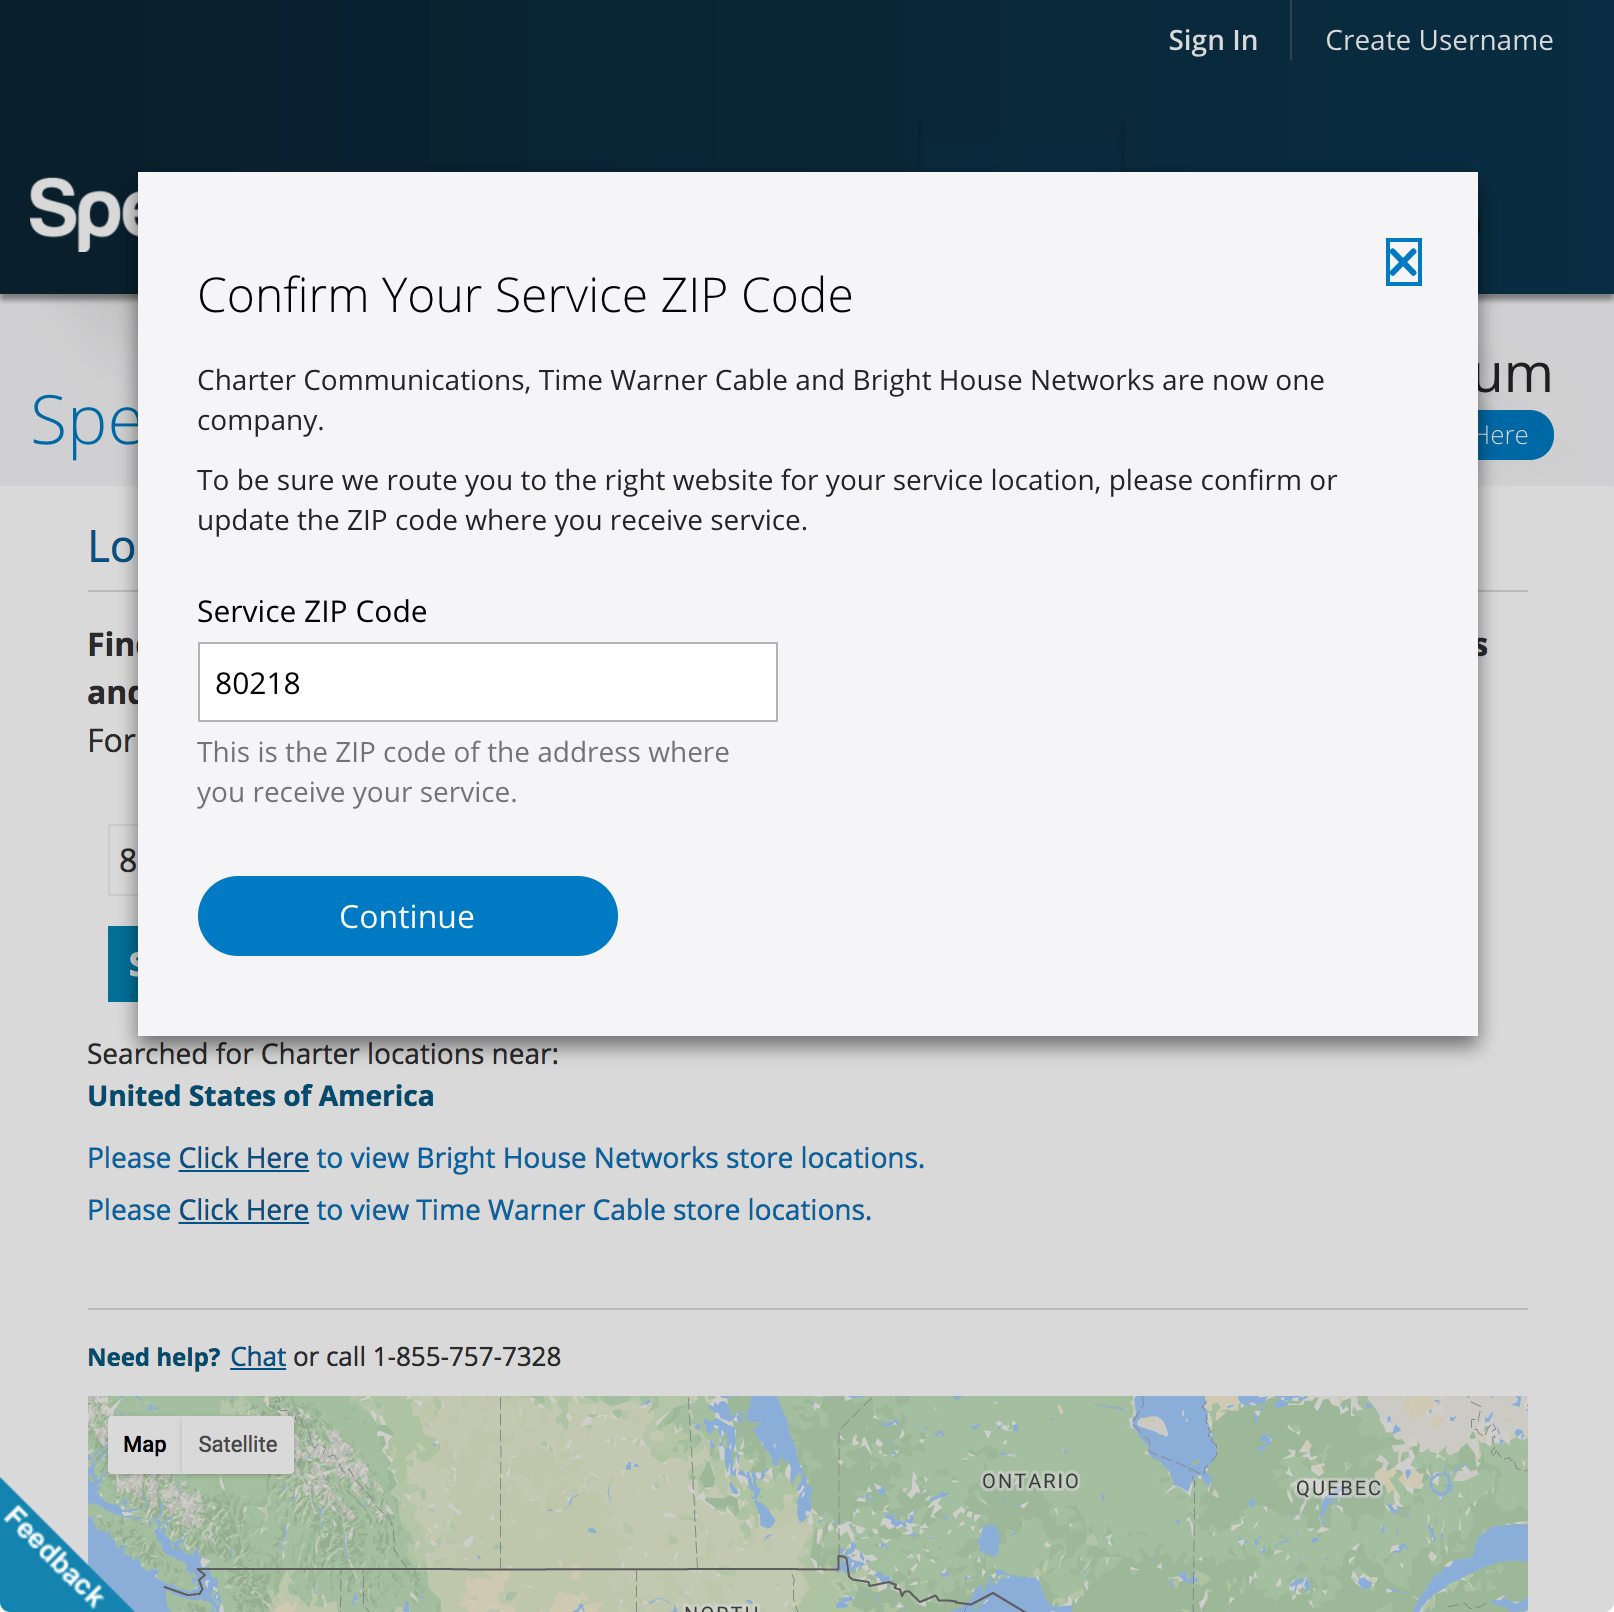 Sign In
Create Username
Spe
Confirm Your Service ZIP Code
Charter Communications, Time Warner Cable and Bright House Networks are now one
company.
To be sure we route you to the right website for your service location, please confirm or
update the ZIP code where you receive service.
Service ZIP Code
80218
This is the ZIP code of the address where
you receive your service.
Continue
um
Spe
Here
Lo
For
8
Searched for Charter locations near:
United States of America
Please Click Here to view Bright House Networks store locations.
Please Click Here to view Time Warner Cable store locations.
Need help? Chat or call 1-855-757-7328
Map
Satellite
ONTARIO
QUEBEC
NORTH
Feedback